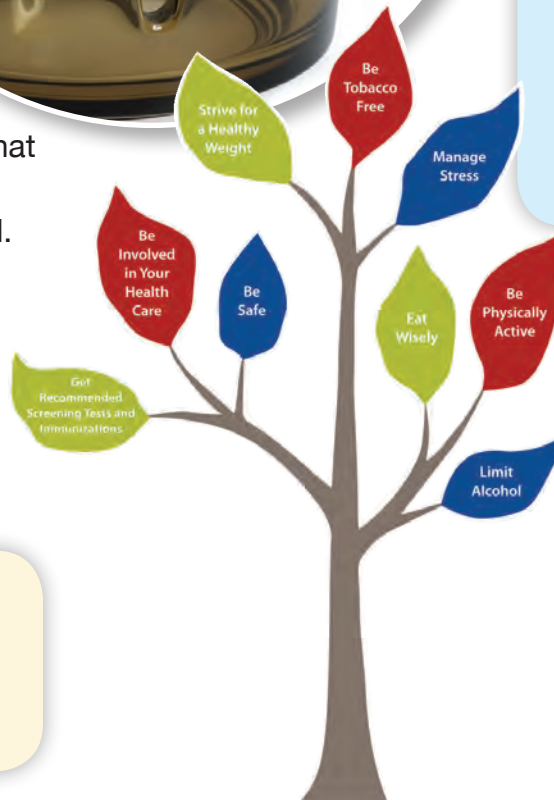 hat
l.
Be
Tobacco
Free
Strive for
a Healthy
Weight
Manage
Stress
Be
Involved
in Your
Health
Care
Be
Safe
Eat
Wisely
Be
Physically
Active
Get
Recommended
Screening Tests and
Immunizations
Limit
Alcohol